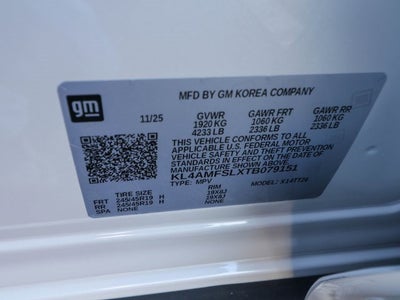 gm
MFD BY GM KOREA COMPANY
11/25 GVWR GAWR FRT GAWR RR
1920 KG 1060 KG 1060 KG
4233 LB 2336 LB 2336 LB
THIS VEHICLE CONFORMS TO ALL
APPLICABLE U.S. FEDERAL MOTOR
VEHICLE SAFETY AND THEFT
PREVENTION STANDARDS IN EFFECT ON
THE DATE OF MANUFACTURE SHOWN
ABOVE.
KL4AMFSLXTB079151
TYPE: MPV MODEL:
TIRE SIZE RIM
FRT 245/45R19 H 19X8J
RR 245/45R19 H 19X8J
SPA NONE NONE